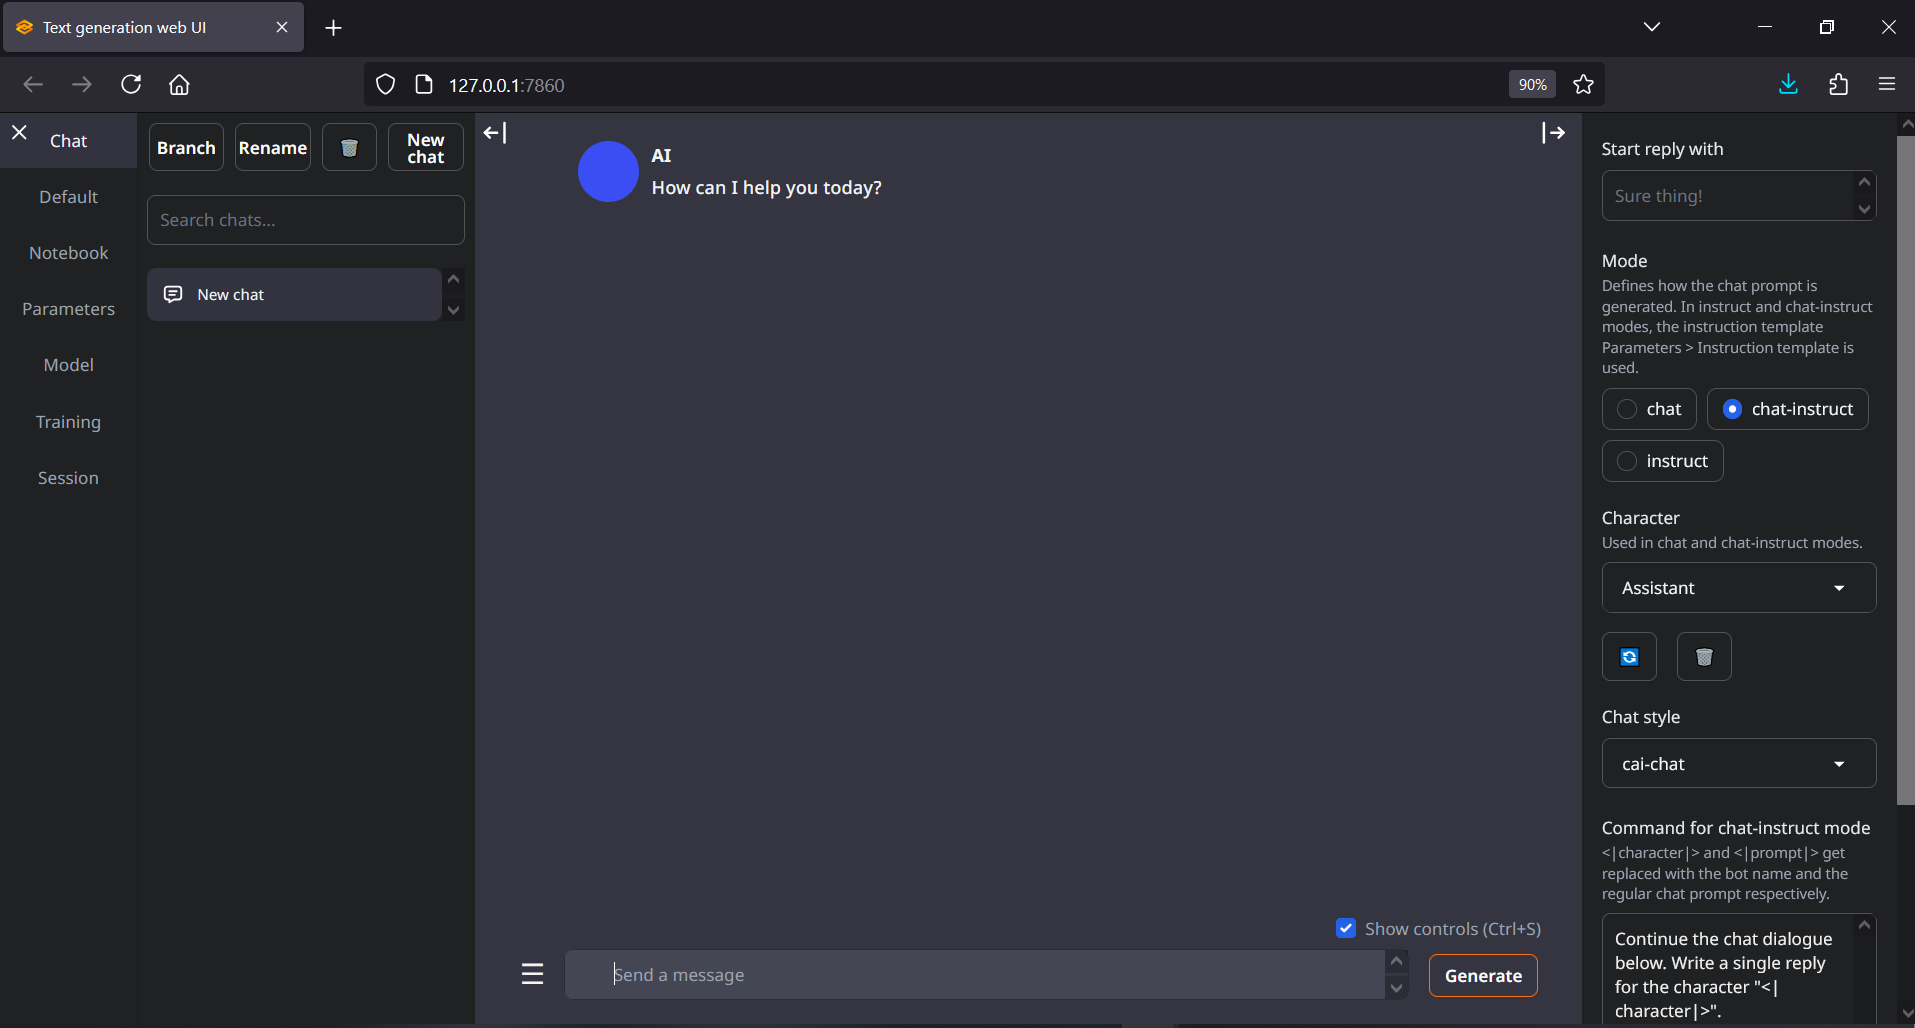 Text generation web UI
127.0.0.1:7860
90%
Chat
Default
Notebook
Parameters
Model
Training
Session
Branch
Rename
New
chat
Search chats...
New chat
AI
How can I help you today?
Show controls (Ctrl+S)
Send a message
Generate
Start reply with
Sure thing!
Mode
Defines how the chat prompt is
generated. In instruct and chat-instruct
modes, the instruction template
Parameters > Instruction template is
used.
chat
chat-instruct
instruct
Character
Used in chat and chat-instruct modes.
Assistant
Chat style
cai-chat
Command for chat-instruct mode
<|character|> and <|prompt|> get
replaced with the bot name and the
regular chat prompt respectively.
Continue the chat dialogue
below. Write a single reply
for the character "<|
character|>".